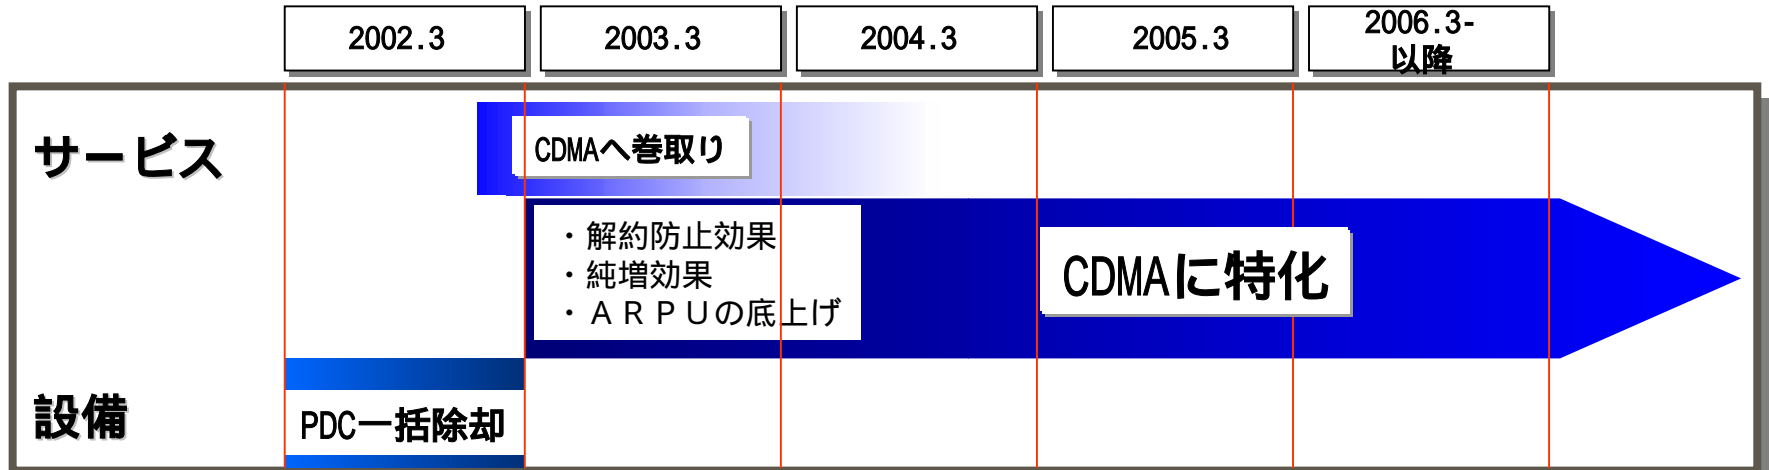 2002.3
2003.3
2004.3
2005.3
2006.3-
以降
サービス
CDMAへ巻取り
・解約防止効果
・純増効果
・ＡＲＰＵの底上げ
CDMAに特化
設備
PDC一括除却